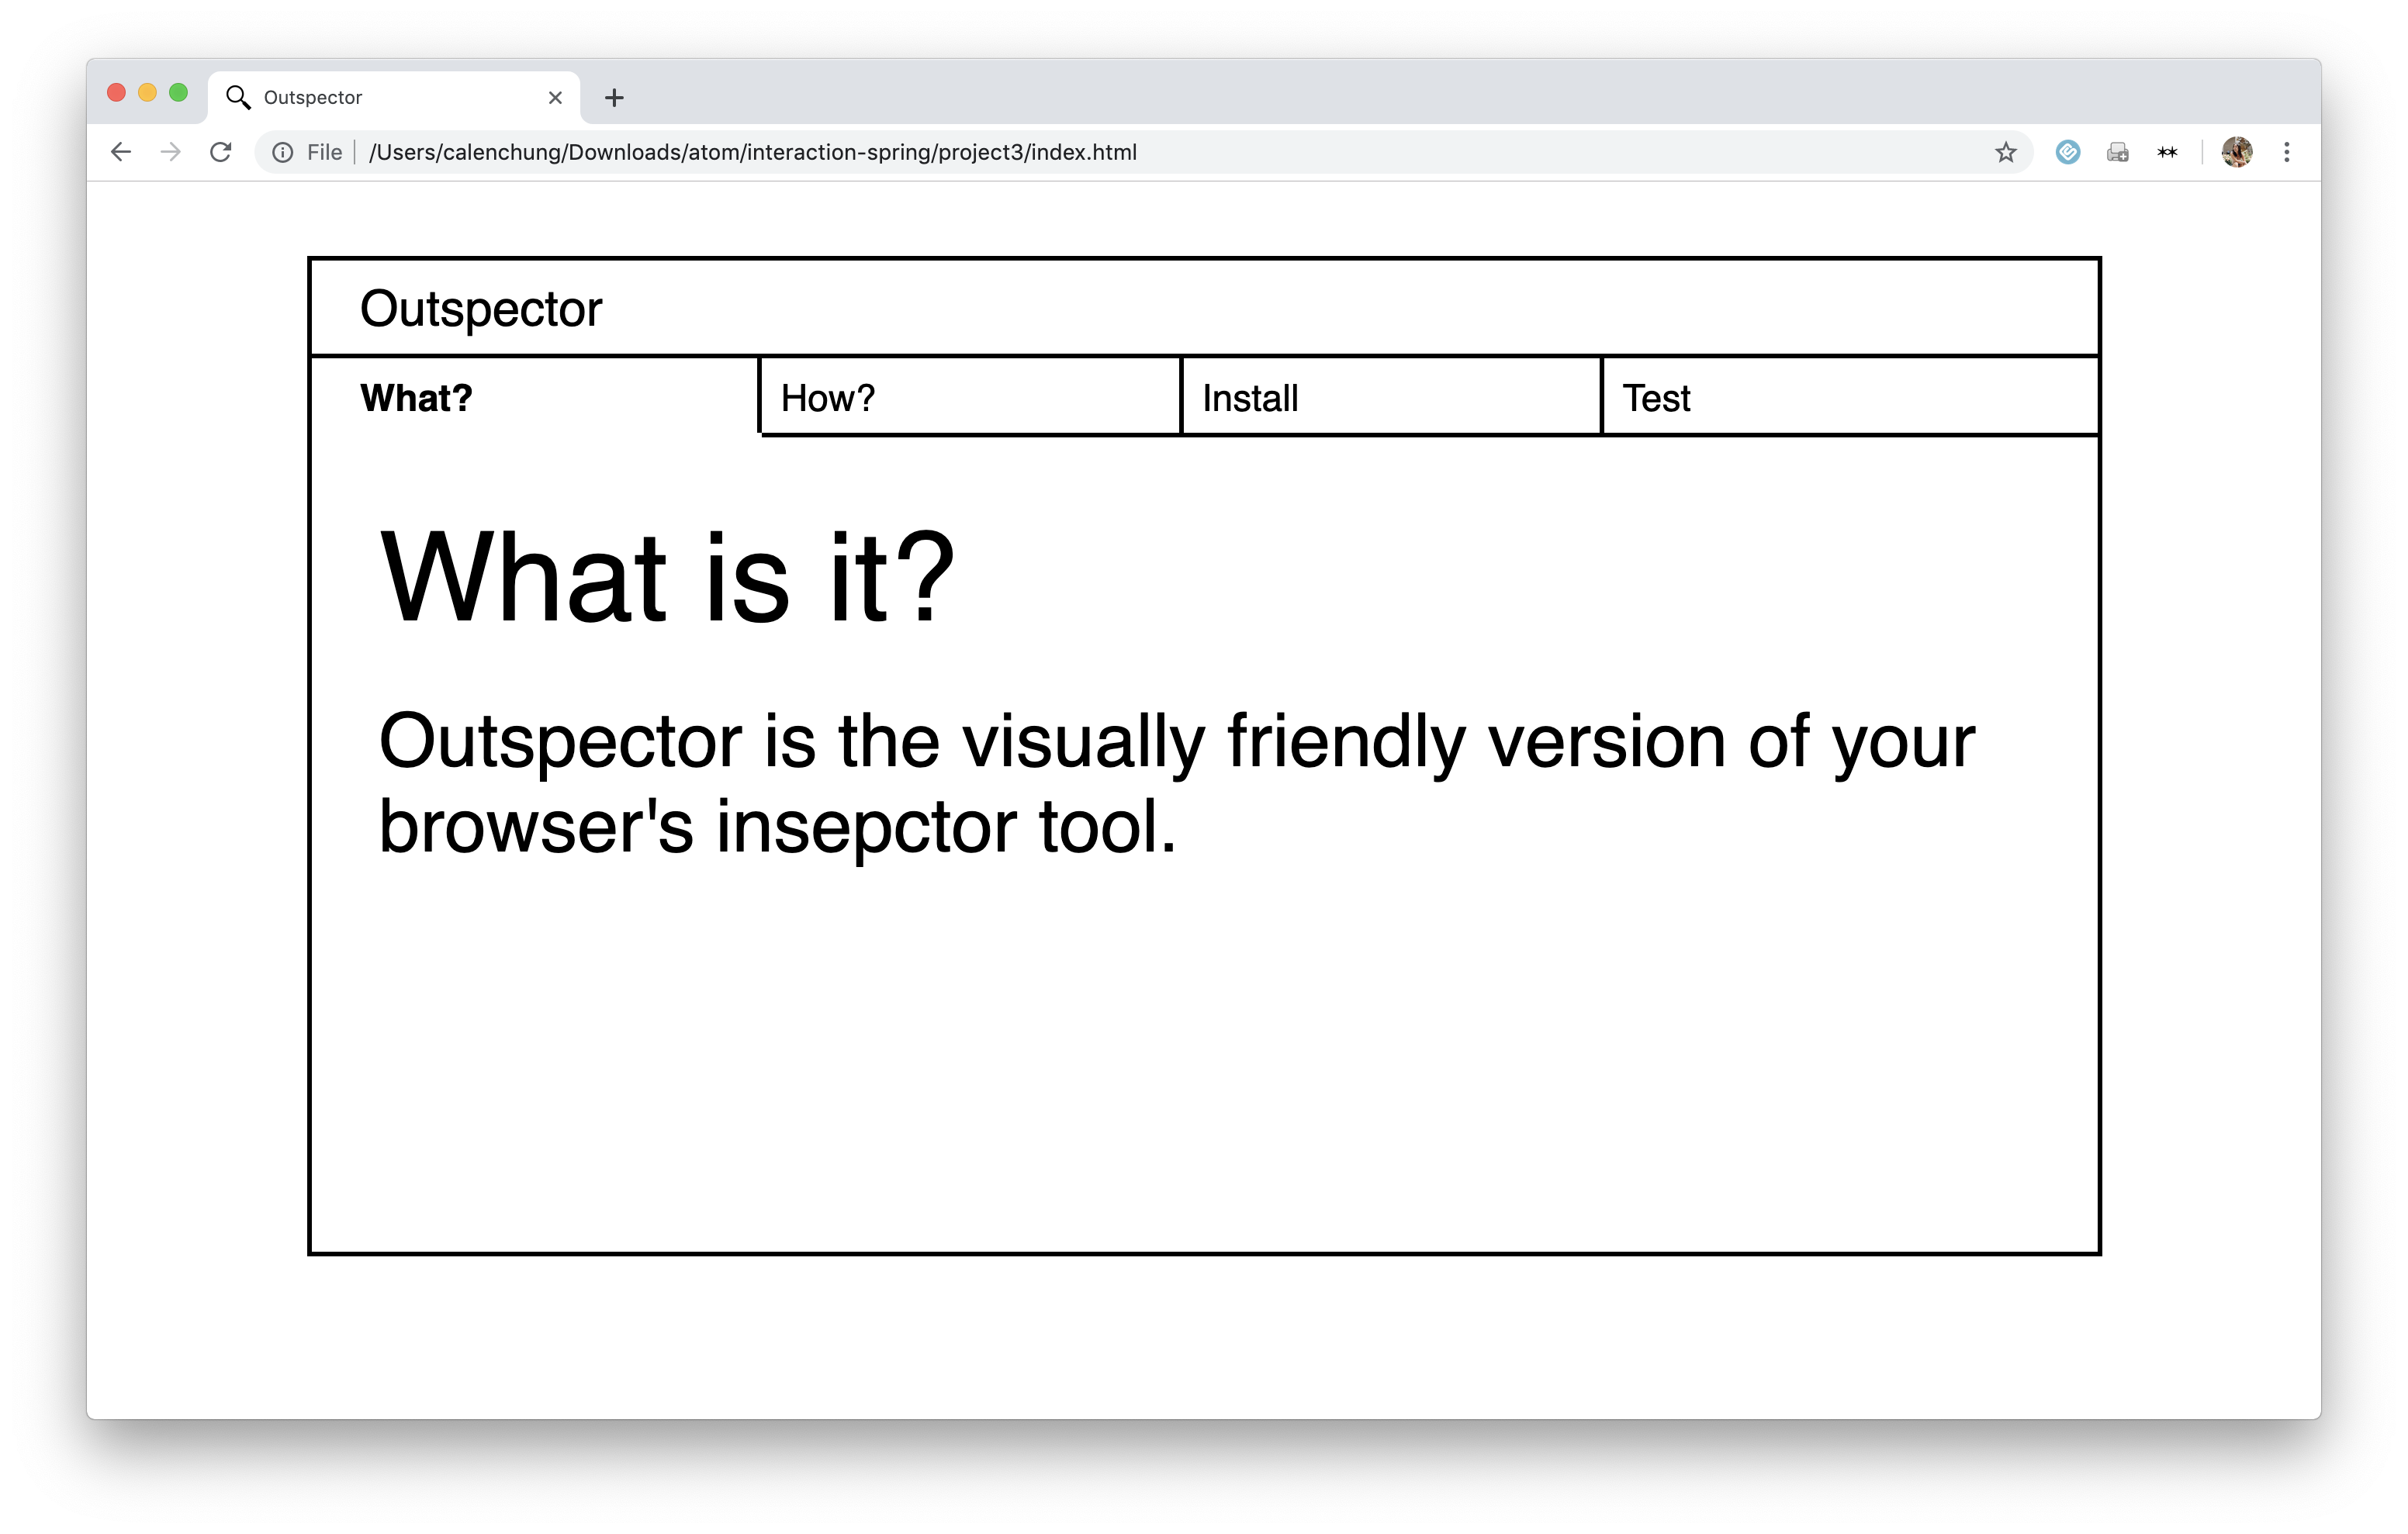 Outspector
File /Users/calenchung/Downloads/atom/interaction-spring/project3/index.html
Outspector
What? How? Install Test
What is it?
Outspector is the visually friendly version of your
browser's insepctor tool.